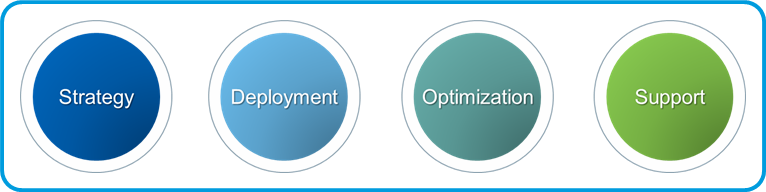 Strategy
Deployment
Optimization
Support